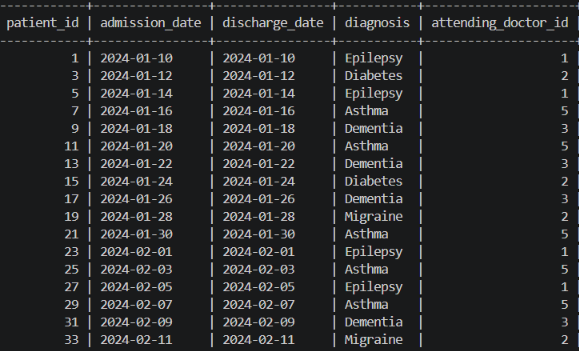 patient_id | admission_date | discharge_date | diagnosis | attending_doctor_id
1 | 2024-01-10 | 2024-01-10 | Epilepsy | 1
3 | 2024-01-12 | 2024-01-12 | Diabetes | 2
5 | 2024-01-14 | 2024-01-14 | Epilepsy | 1
7 | 2024-01-16 | 2024-01-16 | Asthma | 5
9 | 2024-01-18 | 2024-01-18 | Dementia | 3
11 | 2024-01-20 | 2024-01-20 | Asthma | 5
13 | 2024-01-22 | 2024-01-22 | Dementia | 3
15 | 2024-01-24 | 2024-01-24 | Diabetes | 2
17 | 2024-01-26 | 2024-01-26 | Dementia | 3
19 | 2024-01-28 | 2024-01-28 | Migraine | 2
21 | 2024-01-30 | 2024-01-30 | Asthma | 5
23 | 2024-02-01 | 2024-02-01 | Epilepsy | 1
25 | 2024-02-03 | 2024-02-03 | Asthma | 5
27 | 2024-02-05 | 2024-02-05 | Epilepsy | 1
29 | 2024-02-07 | 2024-02-07 | Asthma | 5
31 | 2024-02-09 | 2024-02-09 | Dementia | 3
33 | 2024-02-11 | 2024-02-11 | Migraine | 2